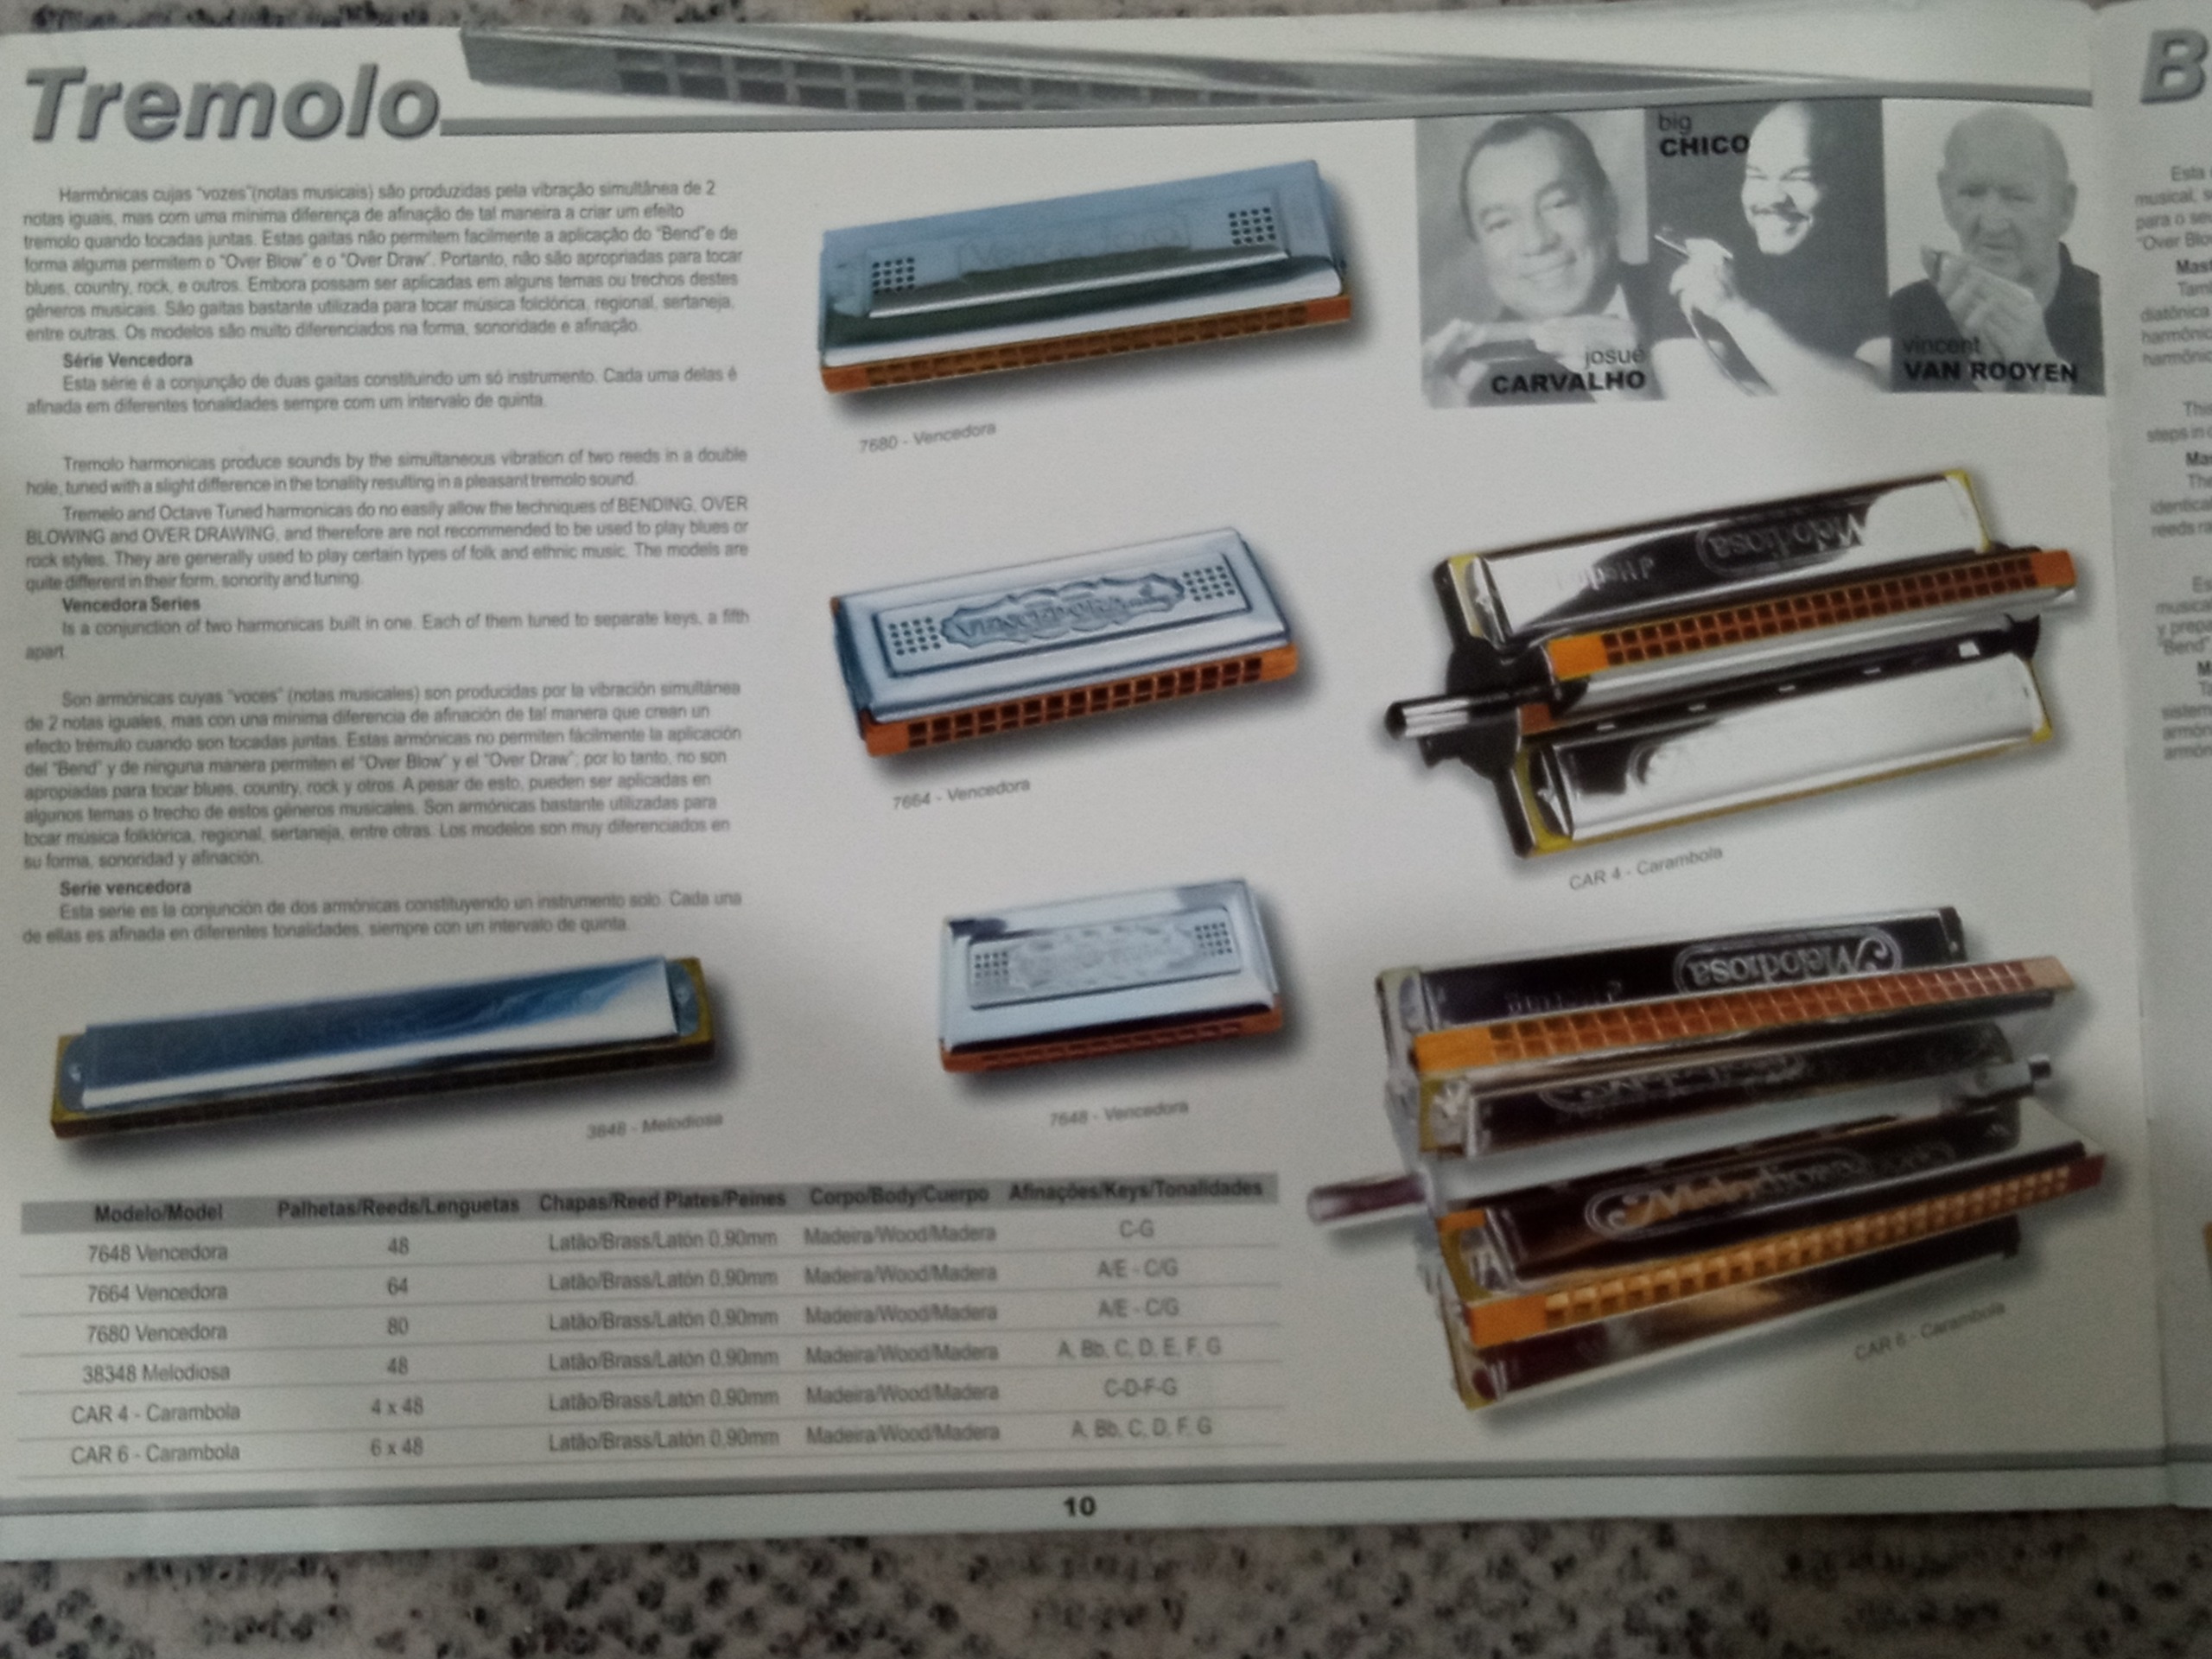 Tremolo
Harmônicas cujas "vozes"(notas musicais) são produzidas pela vibração simultânea de 2
notas iguais, mas com uma mínima diferença de afinação de tal maneira a criar um efeito
tremolo quando tocadas juntas. Estas gaitas não permitem facilmente a aplicação do "Bend"e de
forma alguma permitem o "Over Blow" e o "Over Draw". Portanto, não são apropriadas para tocar
blues, country, rock, e outros. Embora possam ser aplicadas em alguns temas ou trechos destes
gêneros musicais. São gaitas bastante utilizada para tocar música folclórica, regional, sertaneja,
entre outras. Os modelos são muito diferenciados na forma, sonoridade e afinação.
Série Vencedora
Esta série é a conjunção de duas gaitas constituindo um só instrumento. Cada uma delas é
afinada em diferentes tonalidades sempre com um intervalo de quinta.
Tremolo harmonicas produce sounds by the simultaneous vibration of two reeds in a double
hole, tuned with a slight difference in the tonality resulting in a pleasant tremolo sound.
Tremelo and Octave Tuned harmonicas do no easily allow the techniques of BENDING, OVER
BLOWING and OVER DRAWING, and therefore are not recommended to be used to play blues or
rock styles. They are generally used to play certain types of folk and ethnic music. The models are
quite different in their form, sonority and tuning.
Vencedora Series
Is a conjunction of two harmonicas built in one. Each of them tuned to separate keys, a fifth
apart.
Son armónicas cuyas "voces" (notas musicales) son producidas por la vibración simultánea
de 2 notas iguales, mas con una mínima diferencia de afinación de tal manera que crean un
efecto trémulo cuando son tocadas juntas. Estas armónicas no permiten fácilmente la aplicación
del "Bend" y de ninguna manera permiten el "Over Blow" y el "Over Draw"; por lo tanto, no son
apropiadas para tocar blues, country, rock y otros. A pesar de esto, pueden ser aplicadas en
algunos temas o trecho de estos géneros musicales. Son armónicas bastante utilizadas para
tocar música folklórica, regional, sertaneja, entre otras. Los modelos son muy diferenciados en
su forma, sonoridad y afinación.
Serie vencedora
Esta serie es la conjunción de dos armónicas constituyendo un instrumento solo. Cada una
de ellas es afinada en diferentes tonalidades, siempre con un intervalo de quinta.
3848 - Melodiosa
7680 - Vencedora
7664 - Vencedora
7648 - Vencedora
josué
CARVALHO
big
CHICO
vincent
VAN ROOYEN
Melodiosa
CAR 4 - Carambola
Melodiosa
Melodiosa
CAR 6 - Carambola
Modelo/Model Palhetas/Reeds/Lenguetas Chapas/Reed Plates/Peines Corpo/Body/Cuerpo Afinações/Keys/Tonalidades
7648 Vencedora 48 Latão/Brass/Latón 0,90mm Madeira/Wood/Madera C-G
7664 Vencedora 64 Latão/Brass/Latón 0,90mm Madeira/Wood/Madera A/E - C/G
7680 Vencedora 80 Latão/Brass/Latón 0,90mm Madeira/Wood/Madera A/E - C/G
38348 Melodiosa 48 Latão/Brass/Latón 0,90mm Madeira/Wood/Madera A, Bb, C, D, E, F, G
CAR 4 - Carambola 4 x 48 Latão/Brass/Latón 0,90mm Madeira/Wood/Madera C-D-F-G
CAR 6 - Carambola 6 x 48 Latão/Brass/Latón 0,90mm Madeira/Wood/Madera A, Bb, C, D, F, G
10
B
Esta
musical,
para o se
"Over Blo
diatônica
steps in
identica
reeds